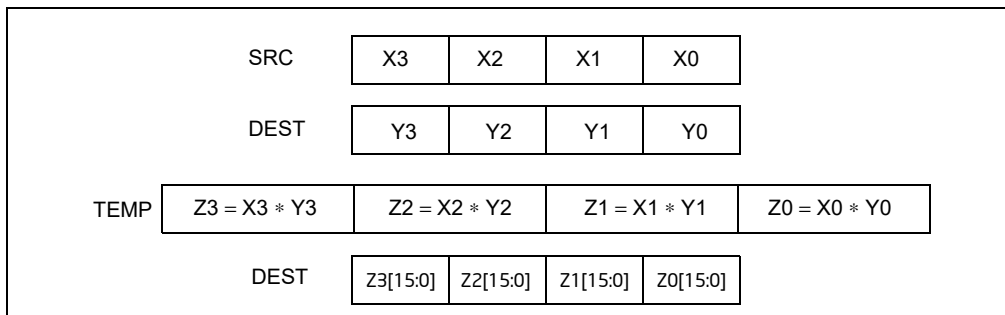 SRC X3 X2 X1 X0
DEST Y3 Y2 Y1 Y0
TEMP Z3 = X3 ∗ Y3 Z2 = X2 ∗ Y2 Z1 = X1 ∗ Y1 Z0 = X0 ∗ Y0
DEST Z3[15:0] Z2[15:0] Z1[15:0] Z0[15:0]